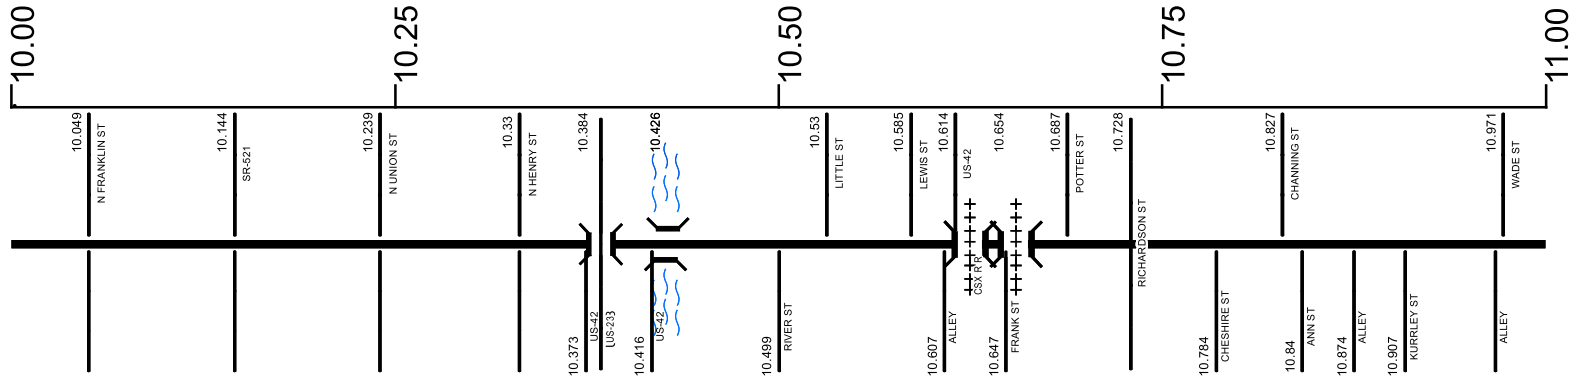 10.00
10.25
10.50
10.75
11.00
10.049
N FRANKLIN ST
10.144
SR-521
10.239
N UNION ST
10.33
N HENRY ST
10.384
10.426
10.53
LITTLE ST
10.585
LEWIS ST
10.614
US-42
10.654
10.687
POTTER ST
10.728
RICHARDSON ST
10.827
CHANNING ST
10.971
WADE ST
10.373
US-42
US-23
10.416
US-42
10.499
RIVER ST
10.607
ALLEY
CSX R R
10.647
FRANK ST
10.784
CHESHIRE ST
10.84
ANN ST
10.874
ALLEY
10.907
KURRLEY ST
ALLEY